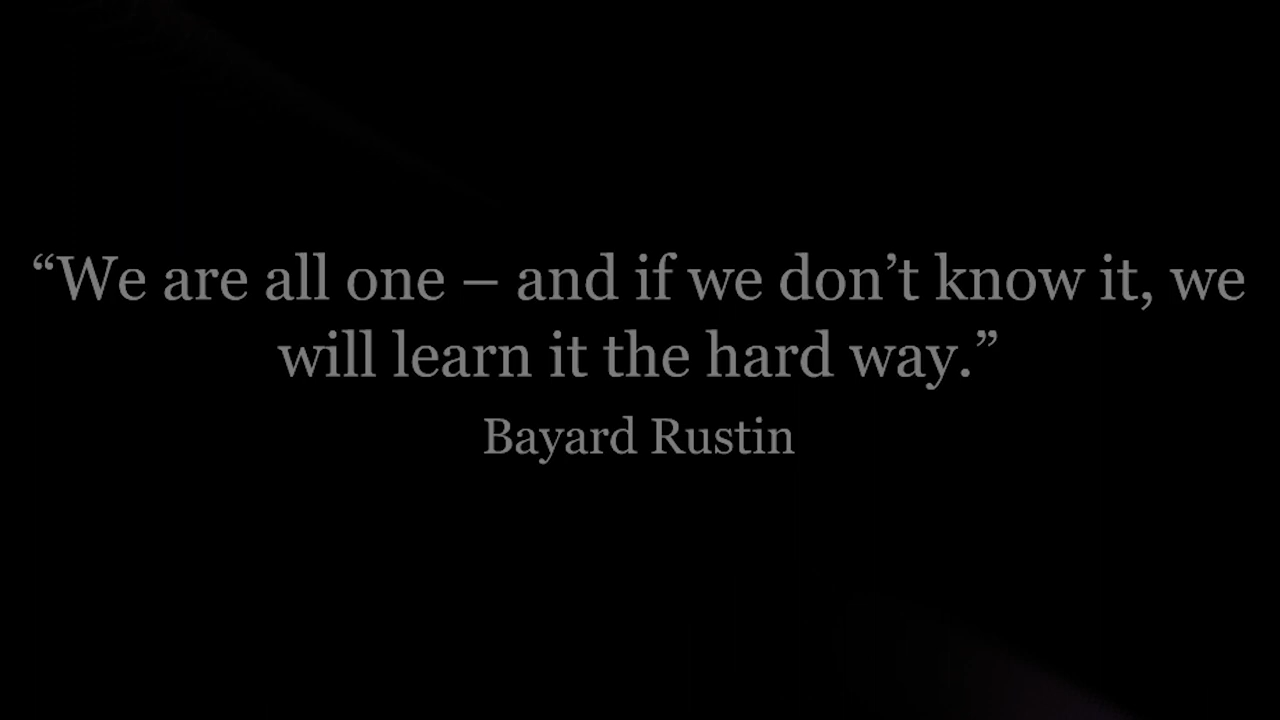 “We are all one – and if we don’t know it, we
will learn it the hard way.”
Bayard Rustin